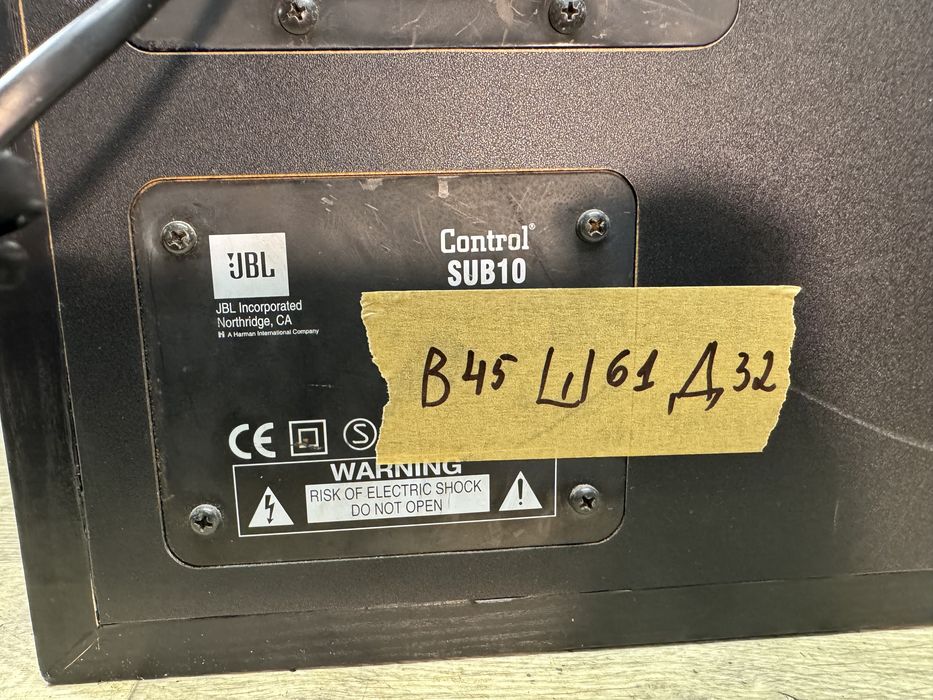 JBL
JBL Incorporated
Northridge, CA
A Harman International Company
Control®
SUB10
В45 Ш61 Д32
CE
S
WARNING
RISK OF ELECTRIC SHOCK
DO NOT OPEN